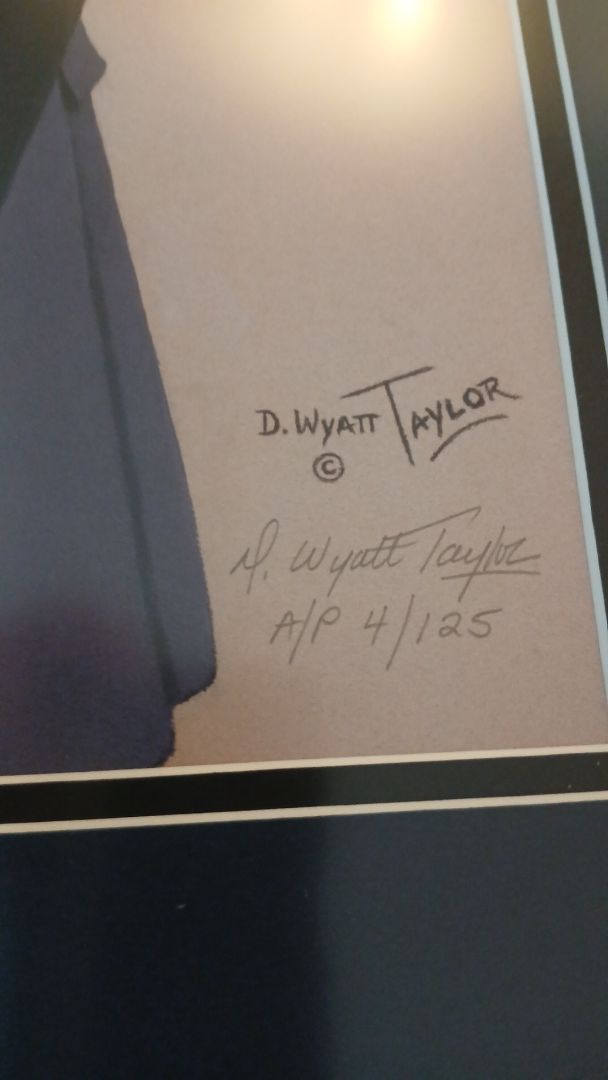 D. WYATT TAYLOR
©
D. Wyatt Taylor
A/P 4/125